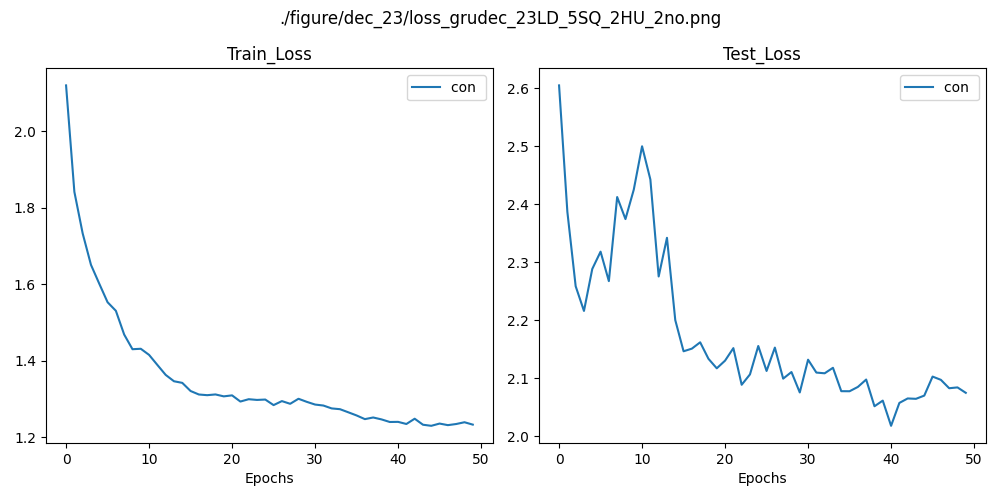 ./figure/dec_23/loss_grudec_23LD_5SQ_2HU_2no.png
Train_Loss
con
2.0
1.8
1.6
1.4
1.2
0 10 20 30 40 50
Epochs
Test_Loss
con
2.6
2.5
2.4
2.3
2.2
2.1
2.0
0 10 20 30 40 50
Epochs